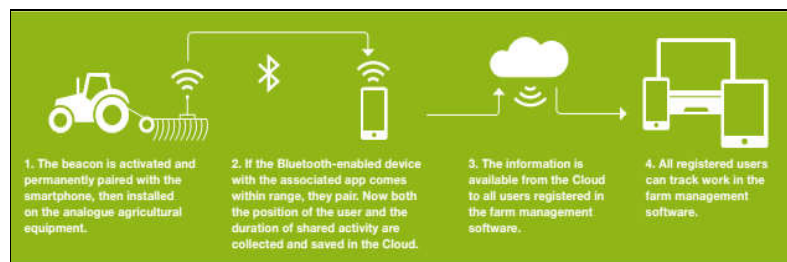 1. The beacon is activated and
permanently paired with the
smartphone, then installed
on the analogue agricultural
equipment.
2. If the Bluetooth-enabled device
with the associated app comes
within range, they pair. Now both
the position of the user and the
duration of shared activity are
collected and saved in the Cloud.
3. The information is
available from the Cloud
to all users registered in
the farm management
software.
4. All registered users
can track work in the
farm management
software.